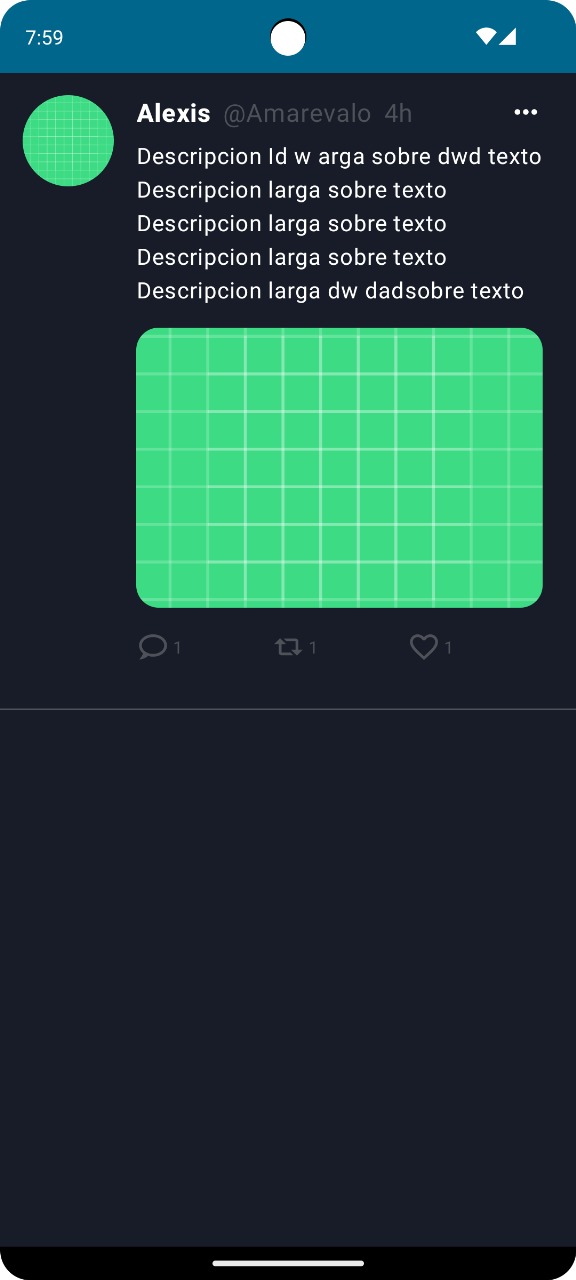 7:59
Alexis @Amarevalo 4h
Descripcion Id w arga sobre dwd texto
Descripcion larga sobre texto
Descripcion larga sobre texto
Descripcion larga sobre texto
Descripcion larga dw dadsobre texto
1 1 1